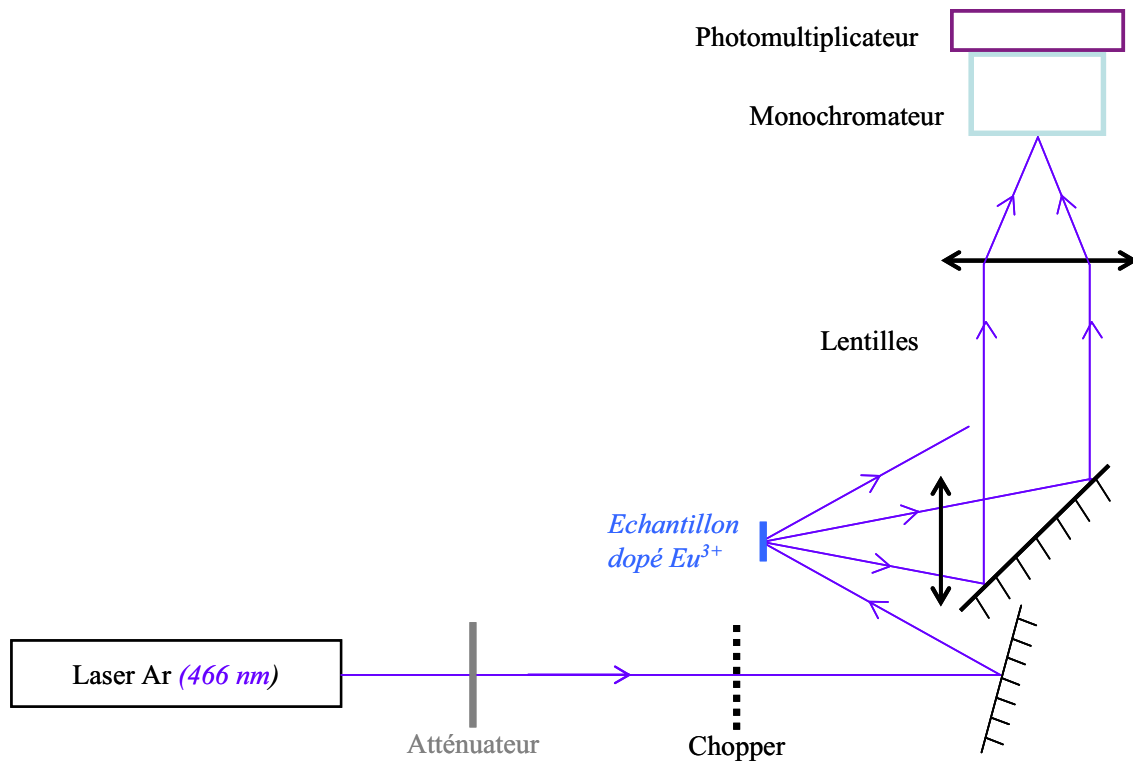 Photomultiplicateur
Monochromateur
Lentilles
Echantillon
dopé Eu³⁺
Laser Ar (466 nm)
Atténuateur
Chopper